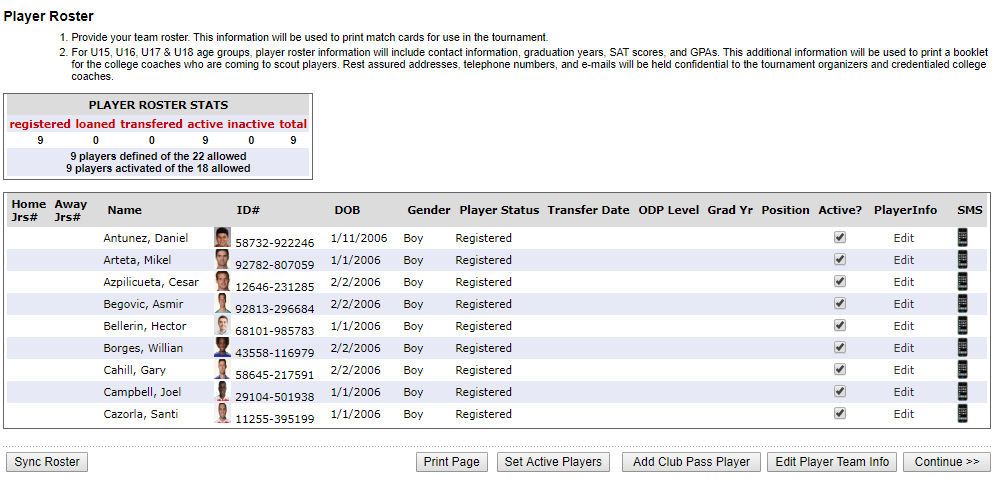 Player Roster
1. Provide your team roster. This information will be used to print match cards for use in the tournament.
2. For U15, U16, U17 & U18 age groups, player roster information will include contact information, graduation years, SAT scores, and GPAs. This additional information will be used to print a booklet
for the college coaches who are coming to scout players. Rest assured addresses, telephone numbers, and e-mails will be held confidential to the tournament organizers and credentialed college
coaches.
PLAYER ROSTER STATS
registered loaned transfered active inactive total
9 0 0 9 0 9
9 players defined of the 22 allowed
9 players activated of the 18 allowed
Home Jrs# Away Jrs# Name ID# DOB Gender Player Status Transfer Date ODP Level Grad Yr Position Active? PlayerInfo SMS
Antunez, Daniel 58732-922246 1/11/2006 Boy Registered Edit
Arteta, Mikel 92782-807059 1/1/2006 Boy Registered Edit
Azpilicueta, Cesar 12646-231285 2/2/2006 Boy Registered Edit
Begovic, Asmir 92813-296684 2/2/2006 Boy Registered Edit
Bellerin, Hector 68101-985783 1/1/2006 Boy Registered Edit
Borges, Willian 43558-116979 2/2/2006 Boy Registered Edit
Cahill, Gary 58645-217591 2/2/2006 Boy Registered Edit
Campbell, Joel 29104-501938 1/1/2006 Boy Registered Edit
Cazorla, Santi 11255-395199 1/1/2006 Boy Registered Edit
Sync Roster Print Page Set Active Players Add Club Pass Player Edit Player Team Info Continue >>